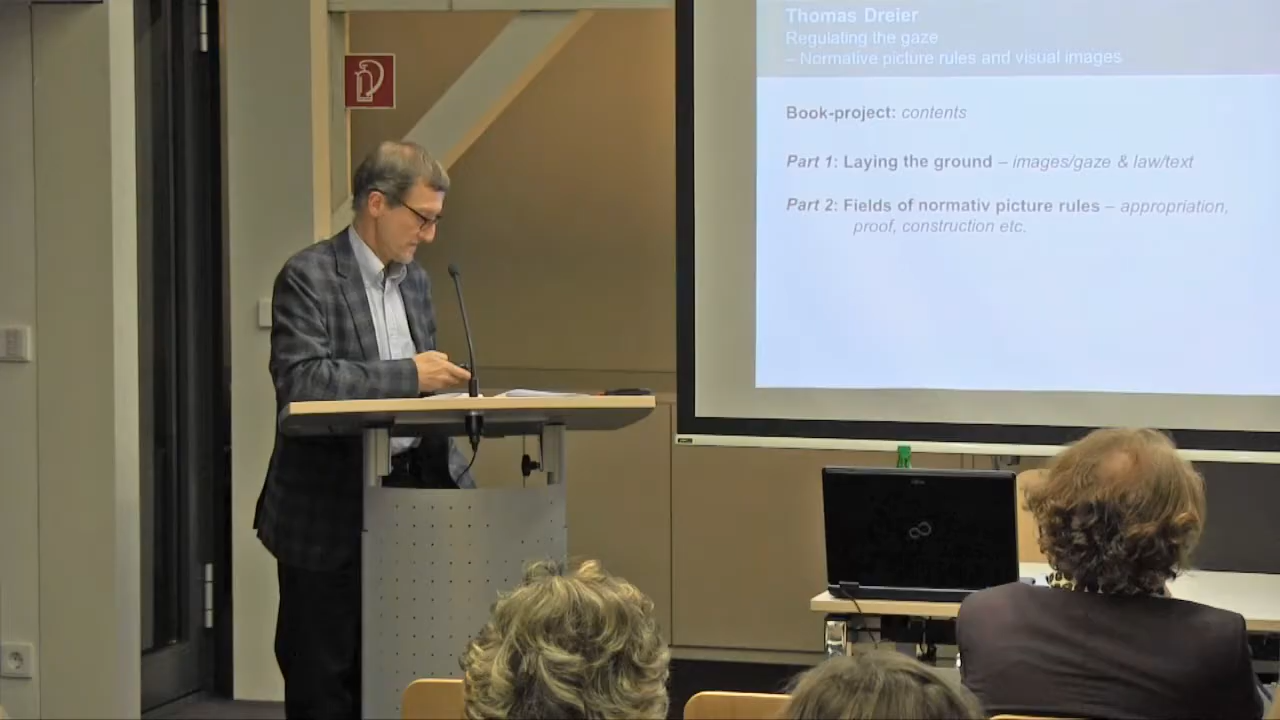 Thomas Dreier
Regulating the gaze
– Normative picture rules and visual images
Book-project: contents
Part 1: Laying the ground – images/gaze & law/text
Part 2: Fields of normativ picture rules – appropriation,
proof, construction etc.